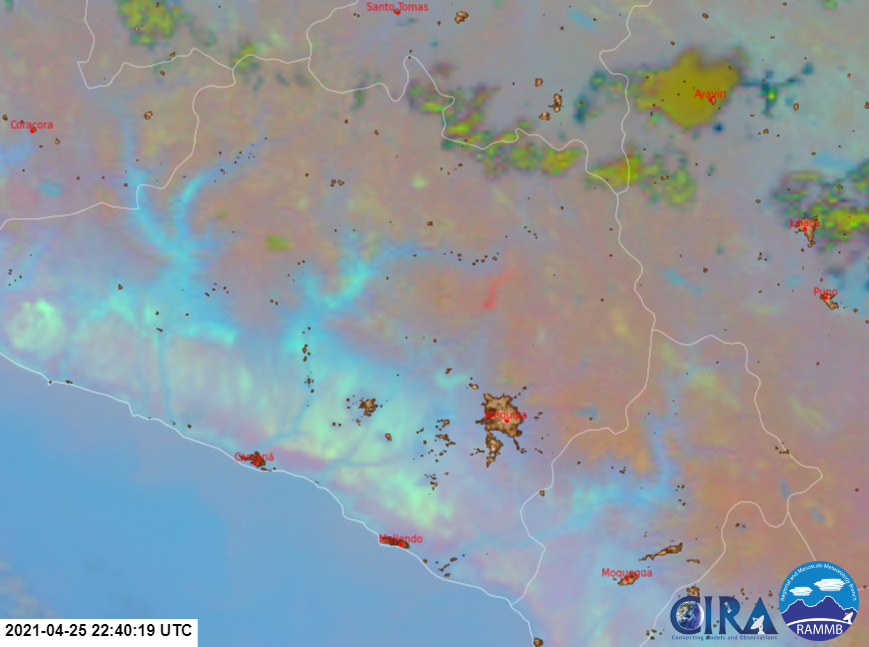 Santo Tomas
Ayaviri
Coracora
Juliaca
Puno
Arequipa
Camaná
Mollendo
Moquegua
2021-04-25 22:40:19 UTC
CIRA
Connecting Models and Observations
Regional and Mesoscale Meteorology Branch
RAMMB